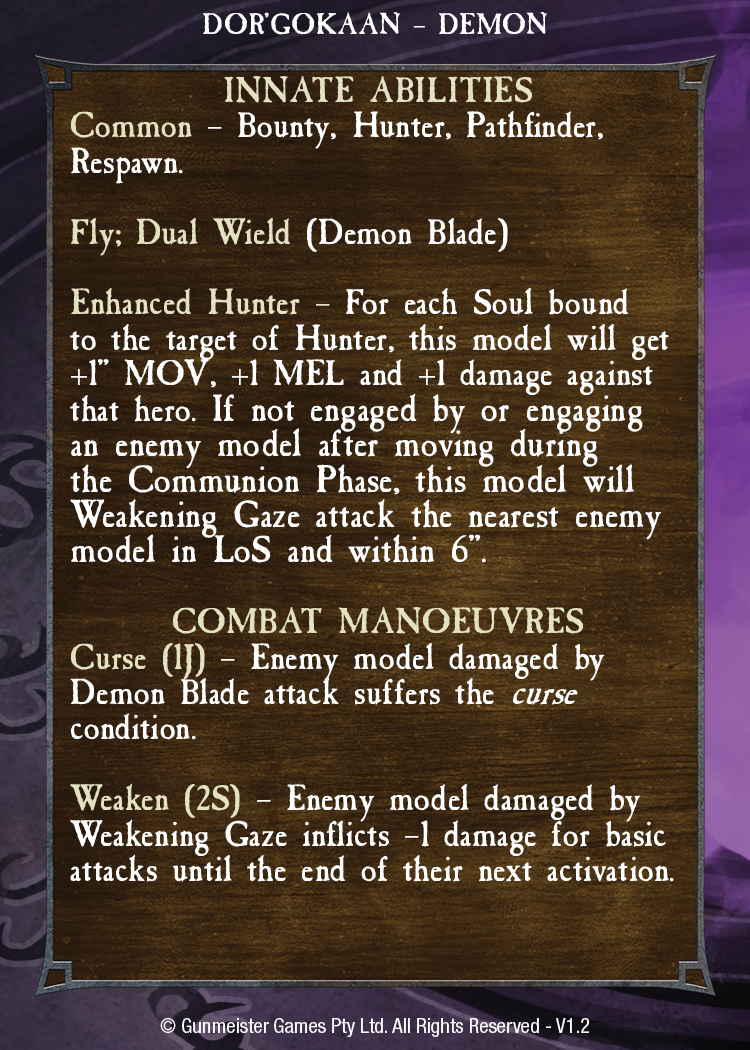 DOR'GOKAAN – DEMON
INNATE ABILITIES
Common – Bounty, Hunter, Pathfinder,
Respawn.
Fly; Dual Wield (Demon Blade)
Enhanced Hunter – For each Soul bound
to the target of Hunter, this model will get
+1" MOV, +1 MEL and +1 damage against
that hero. If not engaged by or engaging
an enemy model after moving during
the Communion Phase, this model will
Weakening Gaze attack the nearest enemy
model in LoS and within 6".
COMBAT MANOEUVRES
Curse (1J) – Enemy model damaged by
Demon Blade attack suffers the curse
condition.
Weaken (2S) – Enemy model damaged by
Weakening Gaze inflicts –1 damage for basic
attacks until the end of their next activation.
© Gunmeister Games Pty Ltd. All Rights Reserved - V1.2